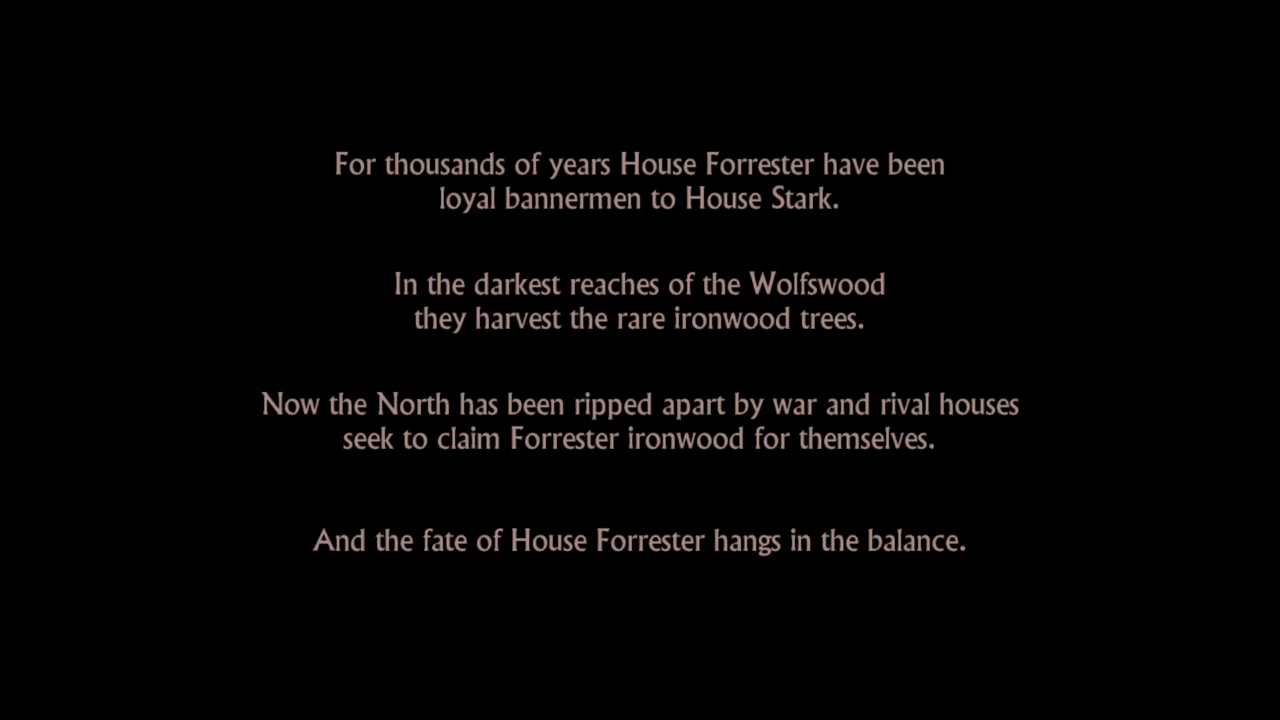 For thousands of years House Forrester have been
loyal bannermen to House Stark.
In the darkest reaches of the Wolfswood
they harvest the rare ironwood trees.
Now the North has been ripped apart by war and rival houses
seek to claim Forrester ironwood for themselves.
And the fate of House Forrester hangs in the balance.